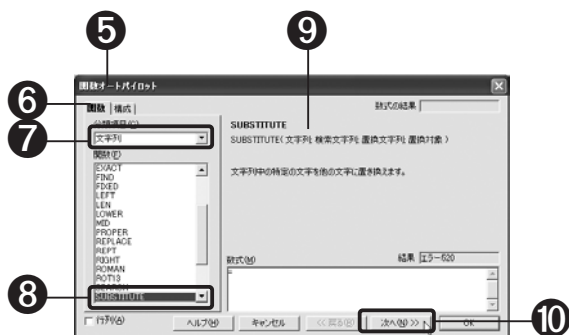 ❺
❾
関数オートパイロット
❻
関数 構成
数式の結果
❼
分類項目(C)
文字列
SUBSTITUTE
SUBSTITUTE( 文字列; 検索文字列; 置換文字列; 置換対象 )
関数(F)
文字列中の特定の文字を他の文字に置き換えます。
EXACT
FIND
FIXED
LEFT
LEN
LOWER
MID
PROPER
REPLACE
REPT
RIGHT
ROMAN
ROT13
SEARCH
数式(M)
結果 エラー520
=
❽
SUBSTITUTE
行列(A)
ヘルプ(H)
キャンセル
<< 戻る(B)
次へ(N) >>
OK
❿